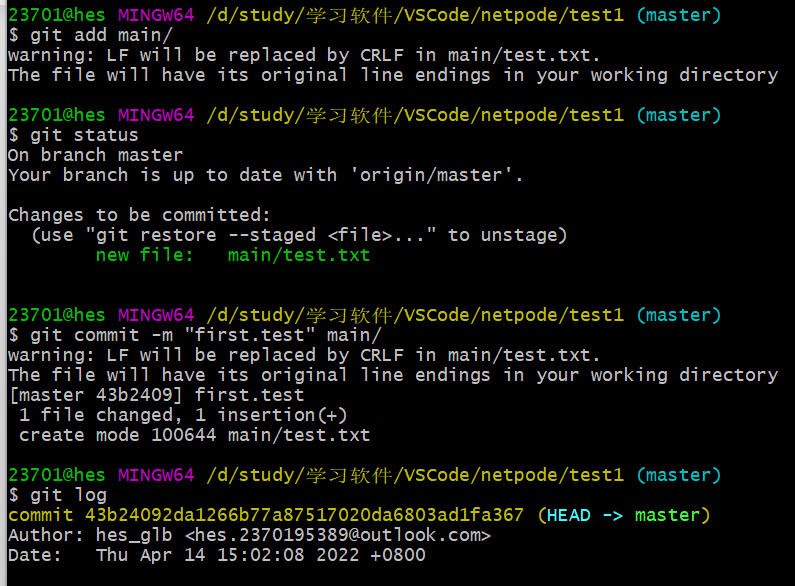 23701@hes MINGW64 /d/study/学习软件/VSCode/netpode/test1 (master)
$ git add main/
warning: LF will be replaced by CRLF in main/test.txt.
The file will have its original line endings in your working directory
23701@hes MINGW64 /d/study/学习软件/VSCode/netpode/test1 (master)
$ git status
On branch master
Your branch is up to date with 'origin/master'.
Changes to be committed:
  (use "git restore --staged <file>..." to unstage)
        new file:   main/test.txt
23701@hes MINGW64 /d/study/学习软件/VSCode/netpode/test1 (master)
$ git commit -m "first.test" main/
warning: LF will be replaced by CRLF in main/test.txt.
The file will have its original line endings in your working directory
[master 43b2409] first.test
 1 file changed, 1 insertion(+)
 create mode 100644 main/test.txt
23701@hes MINGW64 /d/study/学习软件/VSCode/netpode/test1 (master)
$ git log
commit 43b24092da1266b77a87517020da6803ad1fa367 (HEAD -> master)
Author: hes_glb <hes.2370195389@outlook.com>
Date:   Thu Apr 14 15:02:08 2022 +0800